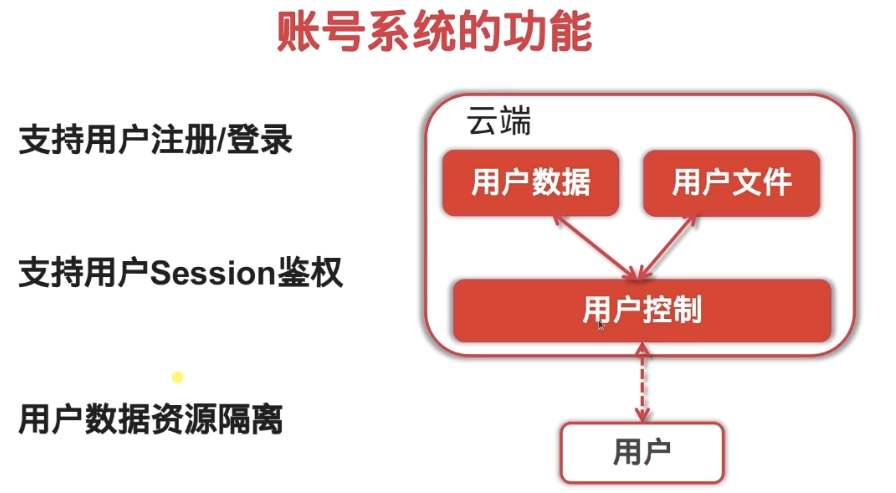 账号系统的功能
支持用户注册/登录
支持用户Session鉴权
用户数据资源隔离
云端
用户数据
用户文件
用户控制
用户